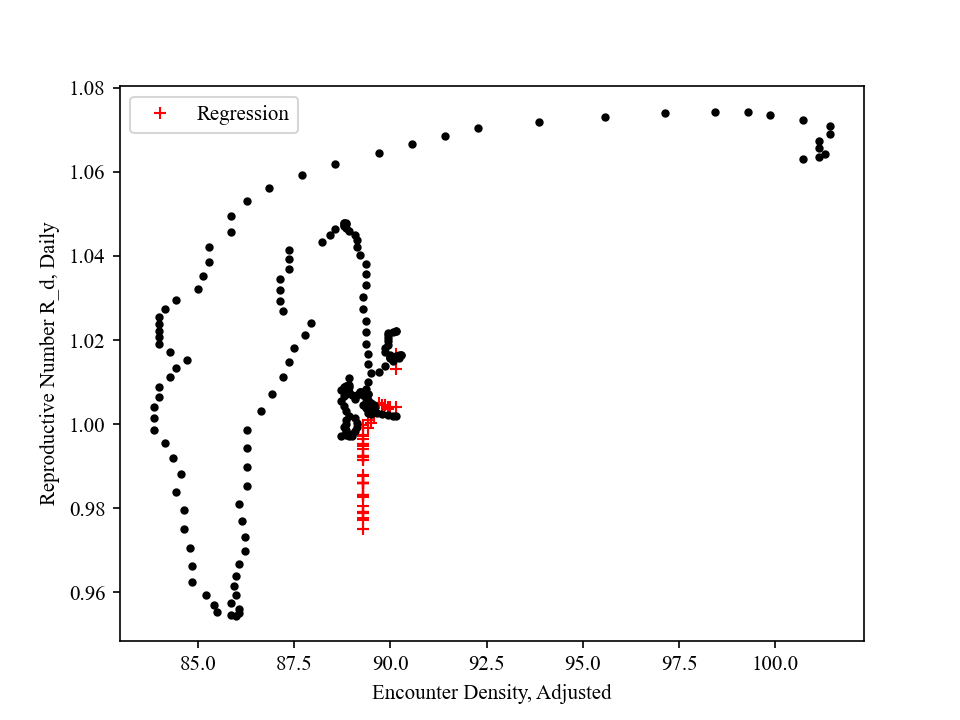 1.08
Regression
1.06
1.04
1.02
1.00
0.98
0.96
Reproductive Number R_d, Daily
85.0 87.5 90.0 92.5 95.0 97.5 100.0
Encounter Density, Adjusted